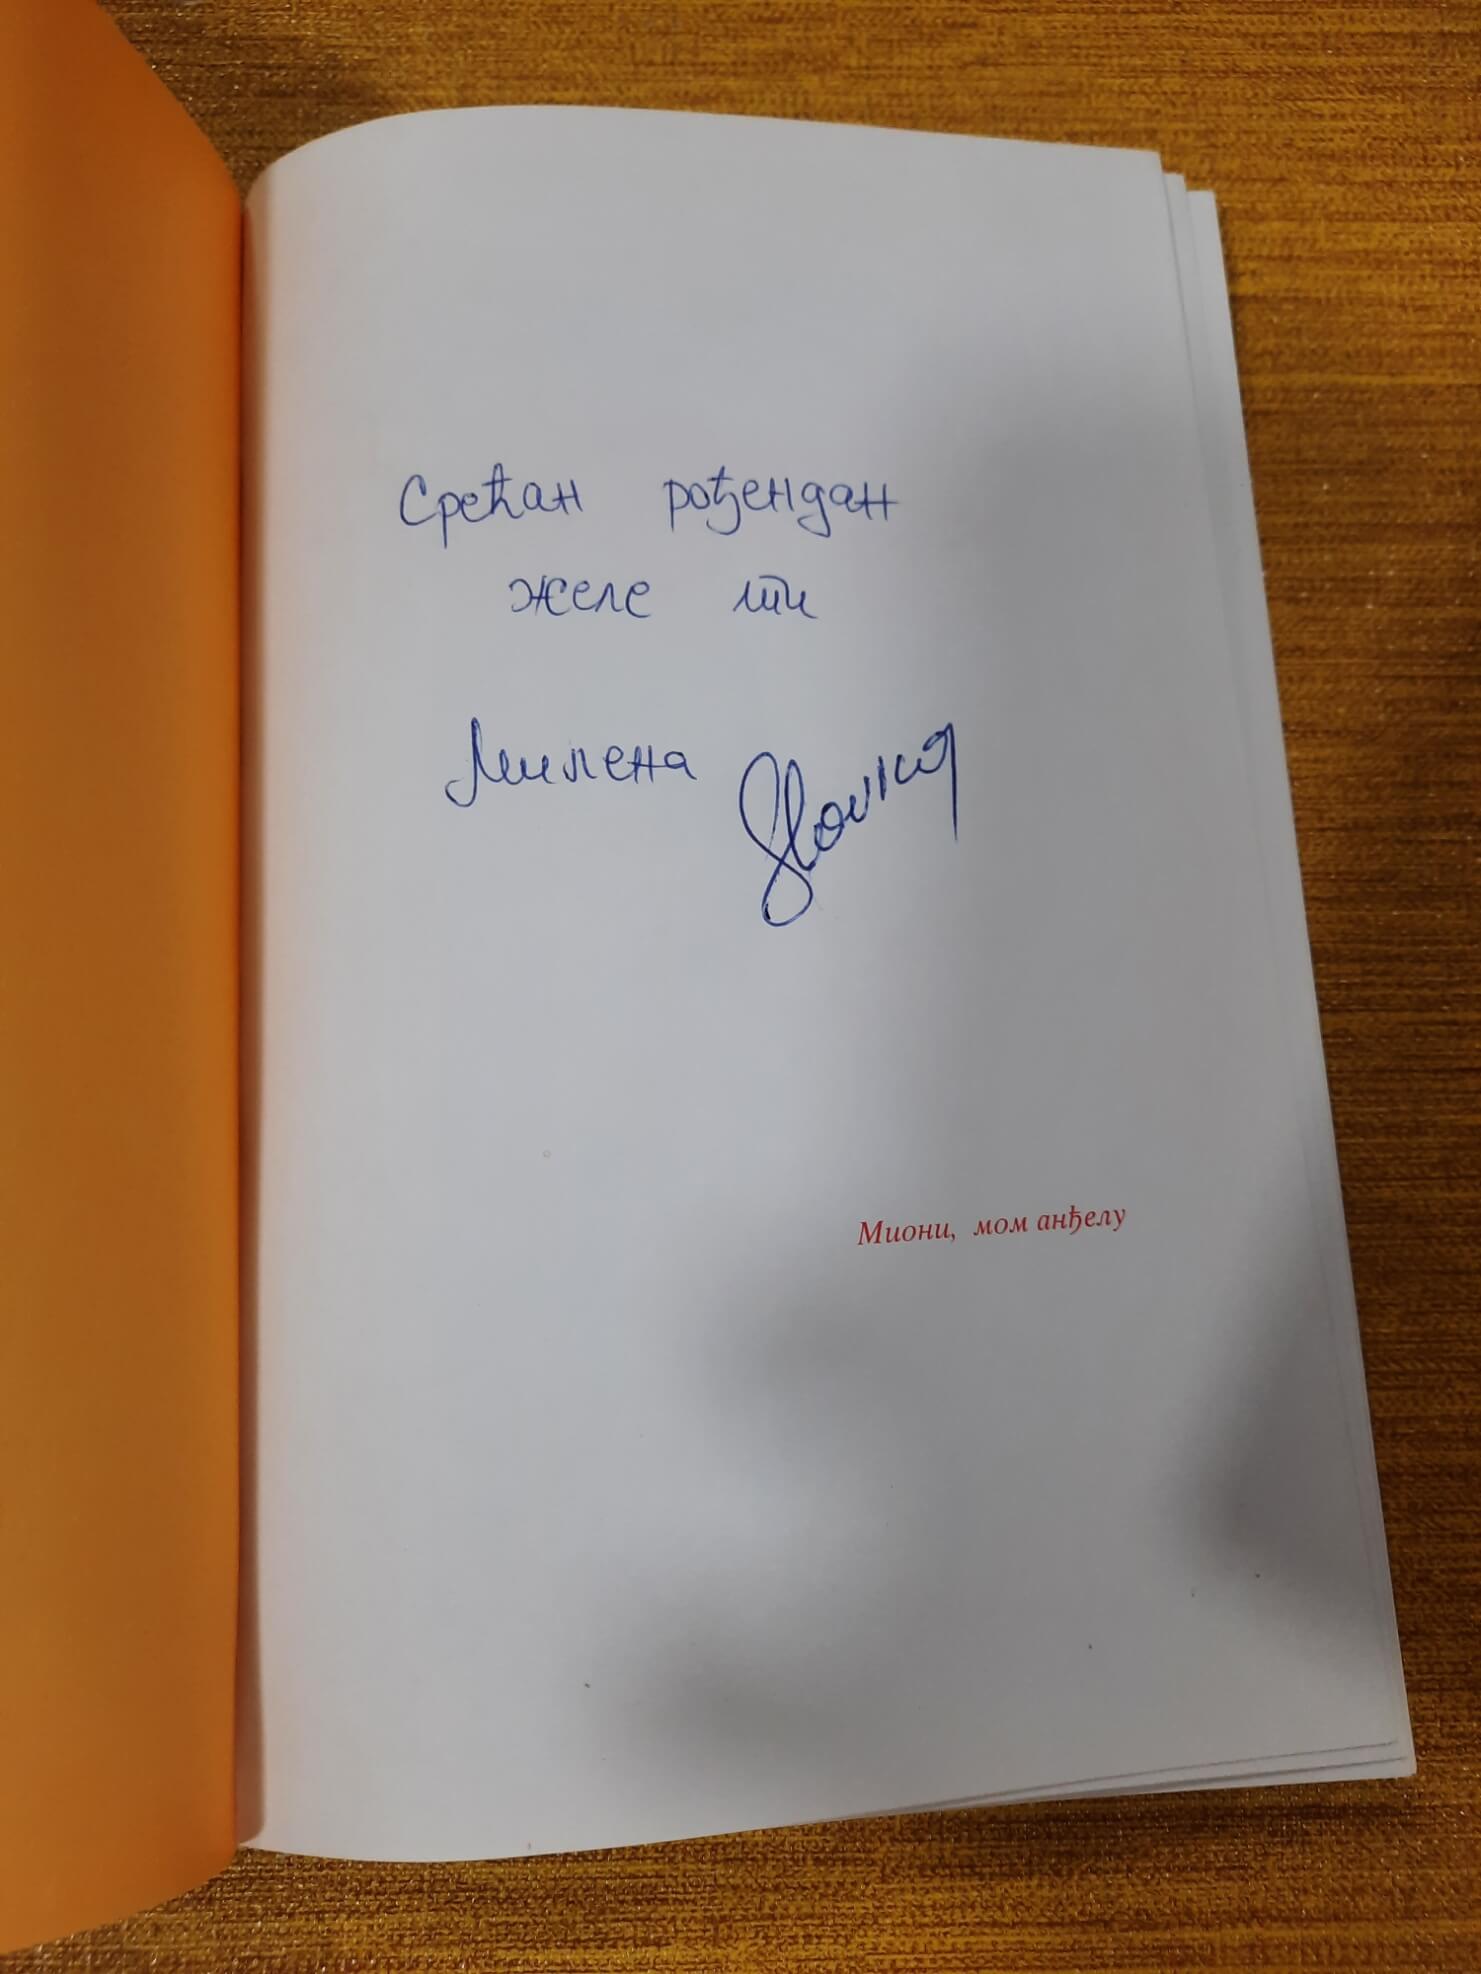 Срећан рођендан
желе ти
Милена
Миони, мом анђелу